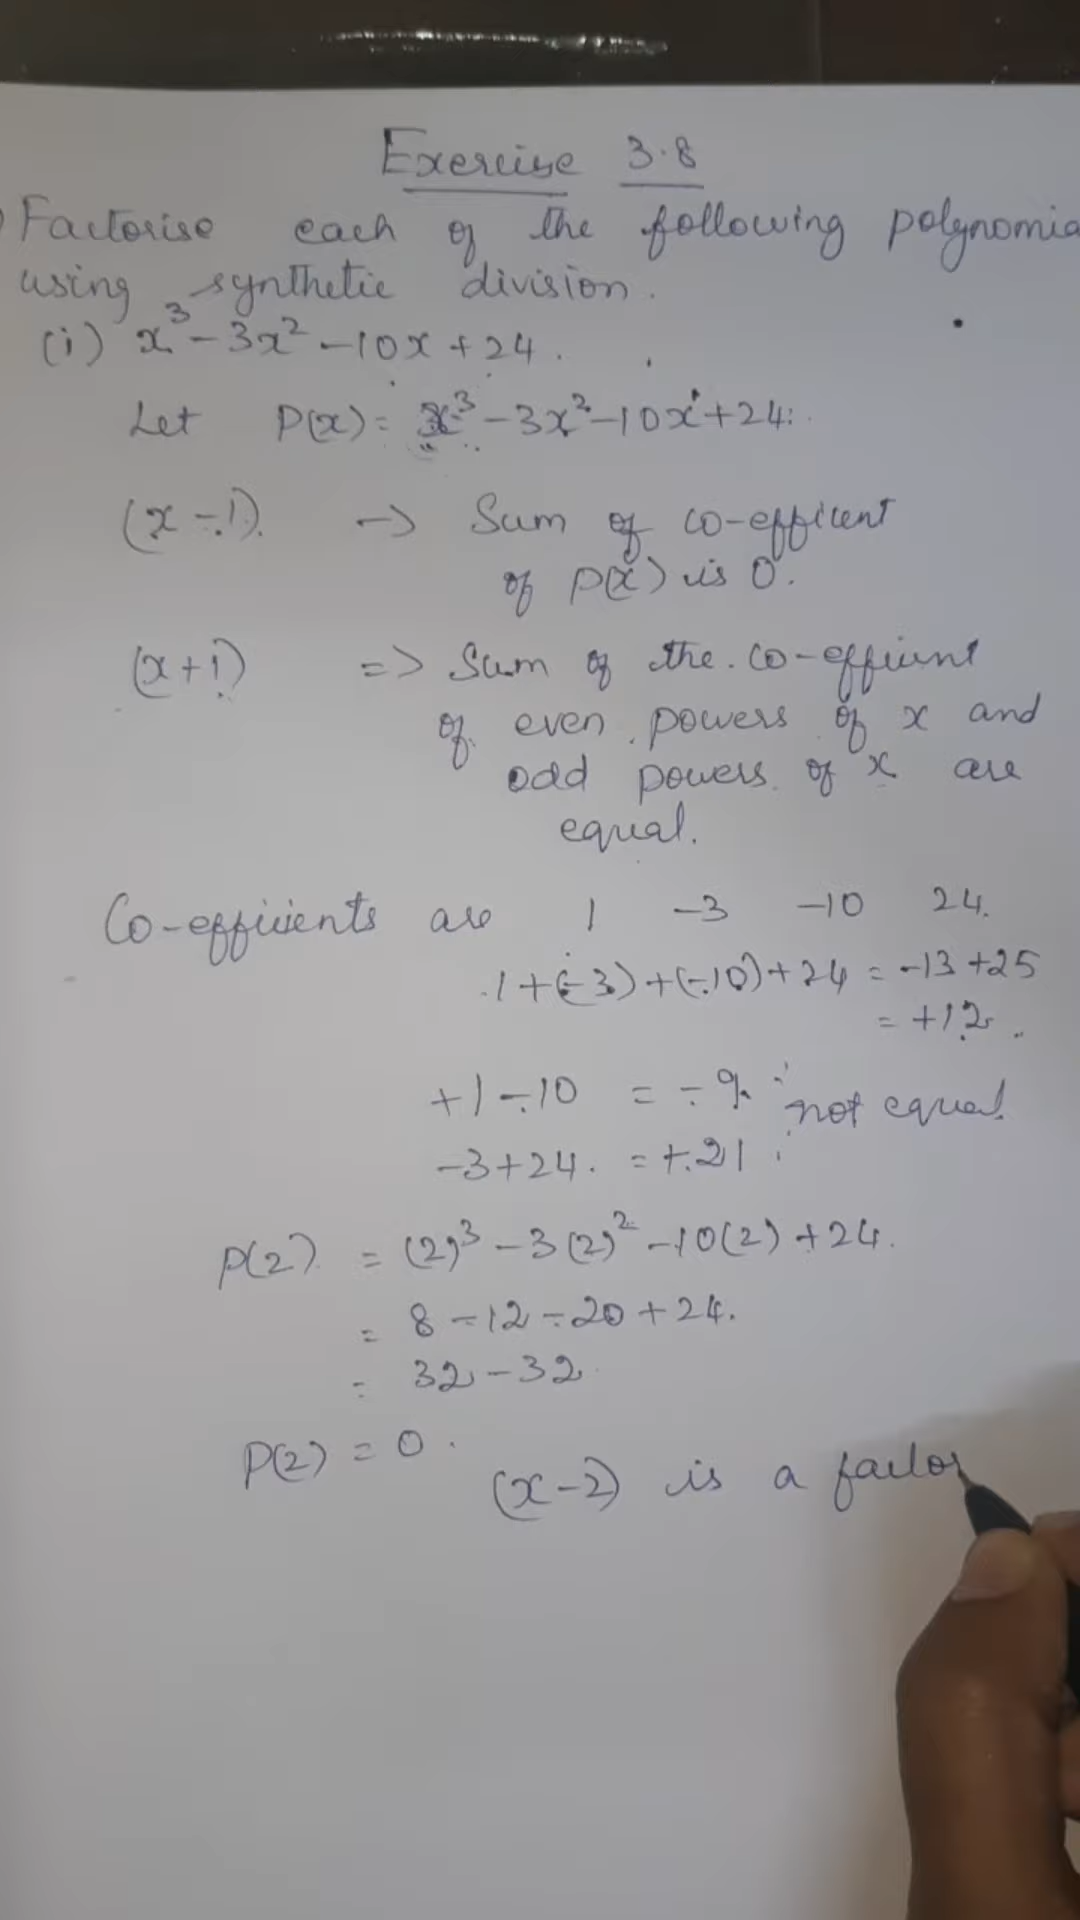 Exercise 3.8
Factorise each of the following polynomia
using synthetic division.
(i) x³ - 3x² - 10x + 24.
Let P(x) = x³ - 3x² - 10x + 24.
(x - 1). -> Sum of co-efficent
of P(x) is 0.
(x + 1) => Sum of the co-effient
of even powers of x and
odd powers of x are
equal.
Co-efficients are 1 -3 -10 24.
1 + (-3) + (-10) + 24 = -13 + 25
= +12.
+1 - 10 = -9
not equal
-3 + 24. = +21
P(2) = (2)³ - 3(2)² - 10(2) + 24.
= 8 - 12 - 20 + 24.
= 32 - 32
P(2) = 0.
(x - 2) is a factor